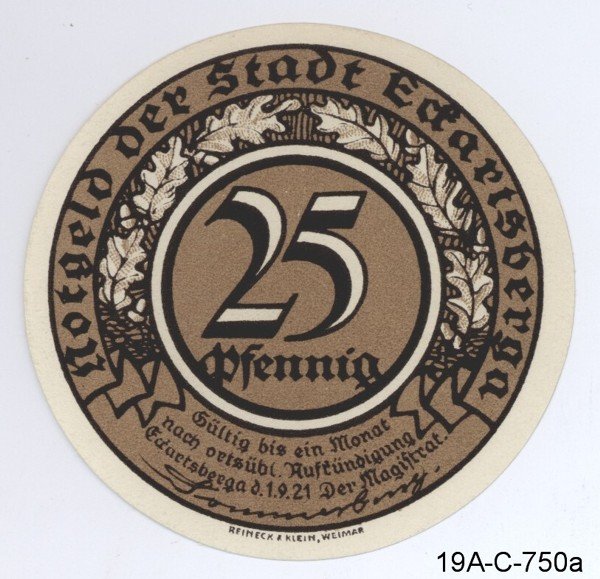 Notgeld der Stadt Eckartsberga
25
Pfennig
Gültig bis ein Monat
nach ortsübl. Aufkündigung
Eckartsberga d. 1.9.21 Der Magistrat.
REINECK & KLEIN, WEIMAR
19A-C-750a